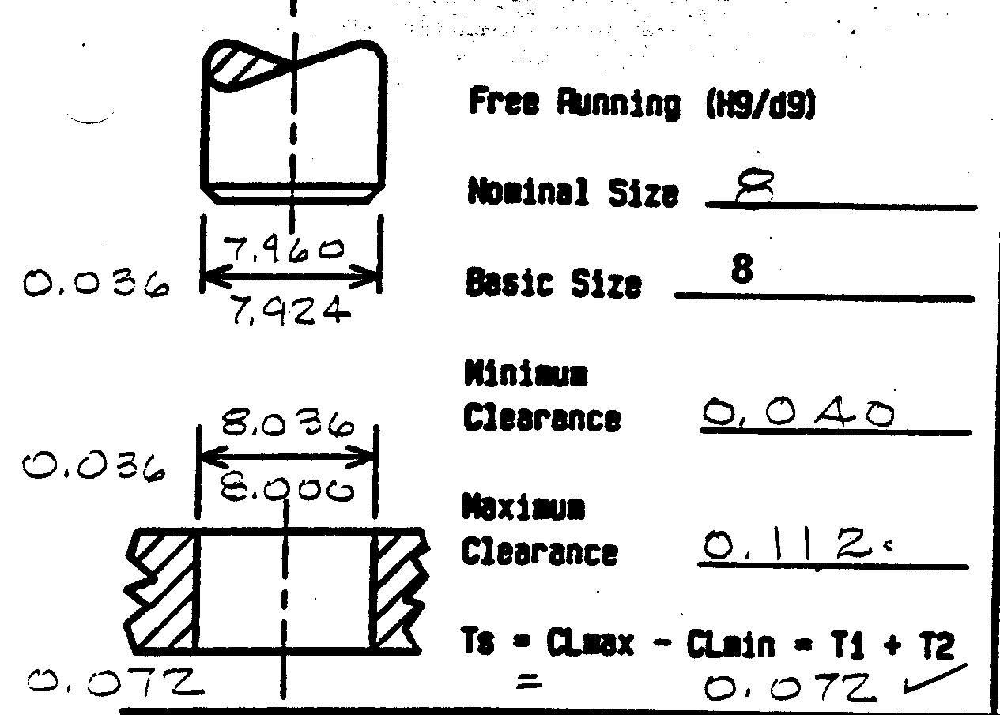 Free Running (H9/d9)
Nominal Size 8
7.960
0.036
7.924
Basic Size 8
Minimum
Clearance 0.040
8.036
0.036
8.000
Maximum
Clearance 0.112
Ts = CLmax - CLmin = T1 + T2
0.072
= 0.072 ✓